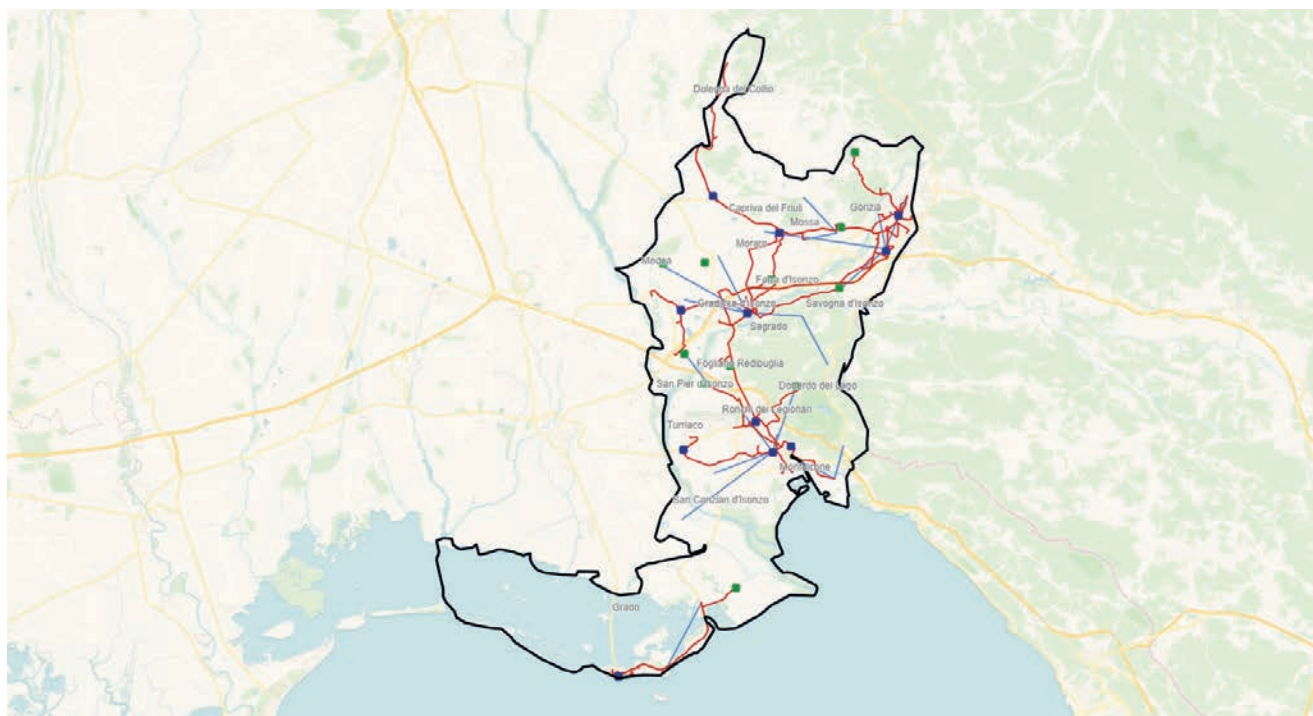 Dolegna del Collio
Capriva del Friuli
Gorizia
Mossa
Moraro
Medea
Farra d'Isonzo
Gradisca d'Isonzo
Savogna d'Isonzo
Sagrado
Fogliano Redipuglia
San Pier d'Isonzo
Doberdo del Lago
Ronchi dei Legionari
Turriaco
Monfalcone
San Canzian d'Isonzo
Grado